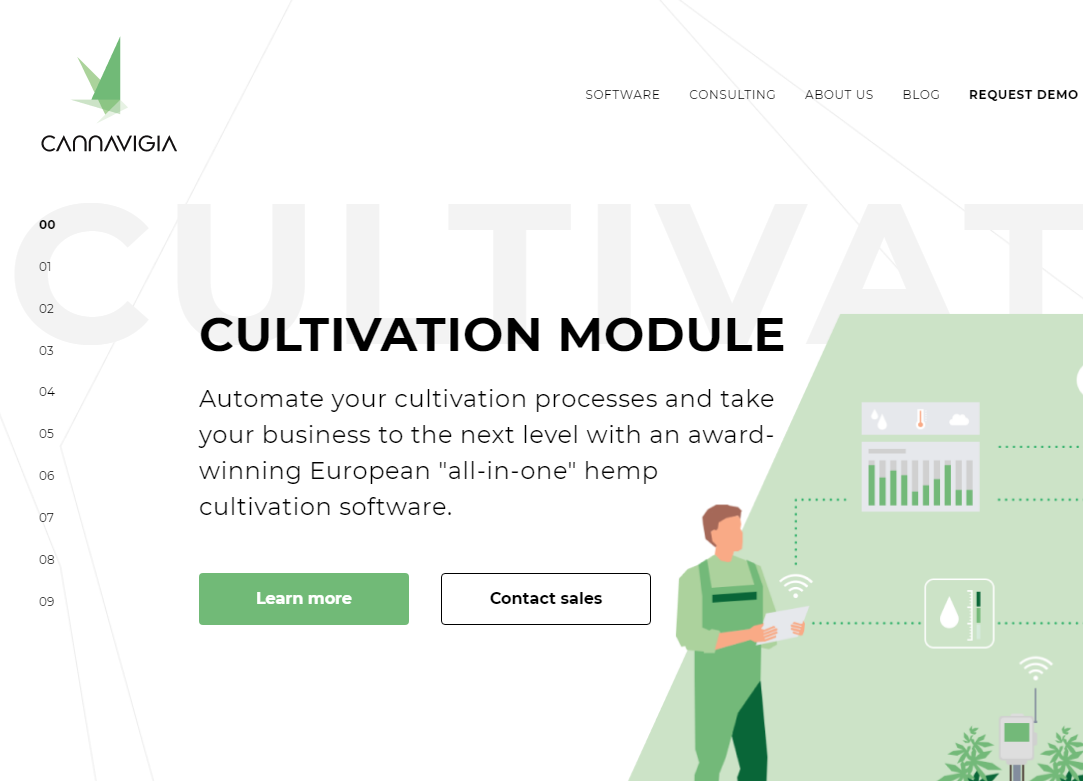 CANNAVIGIA
SOFTWARE
CONSULTING
ABOUT US
BLOG
REQUEST DEMO
CULTIVAT
00
01
02
03
04
05
06
07
08
09
CULTIVATION MODULE
Automate your cultivation processes and take
your business to the next level with an award-
winning European "all-in-one" hemp
cultivation software.
Learn more
Contact sales